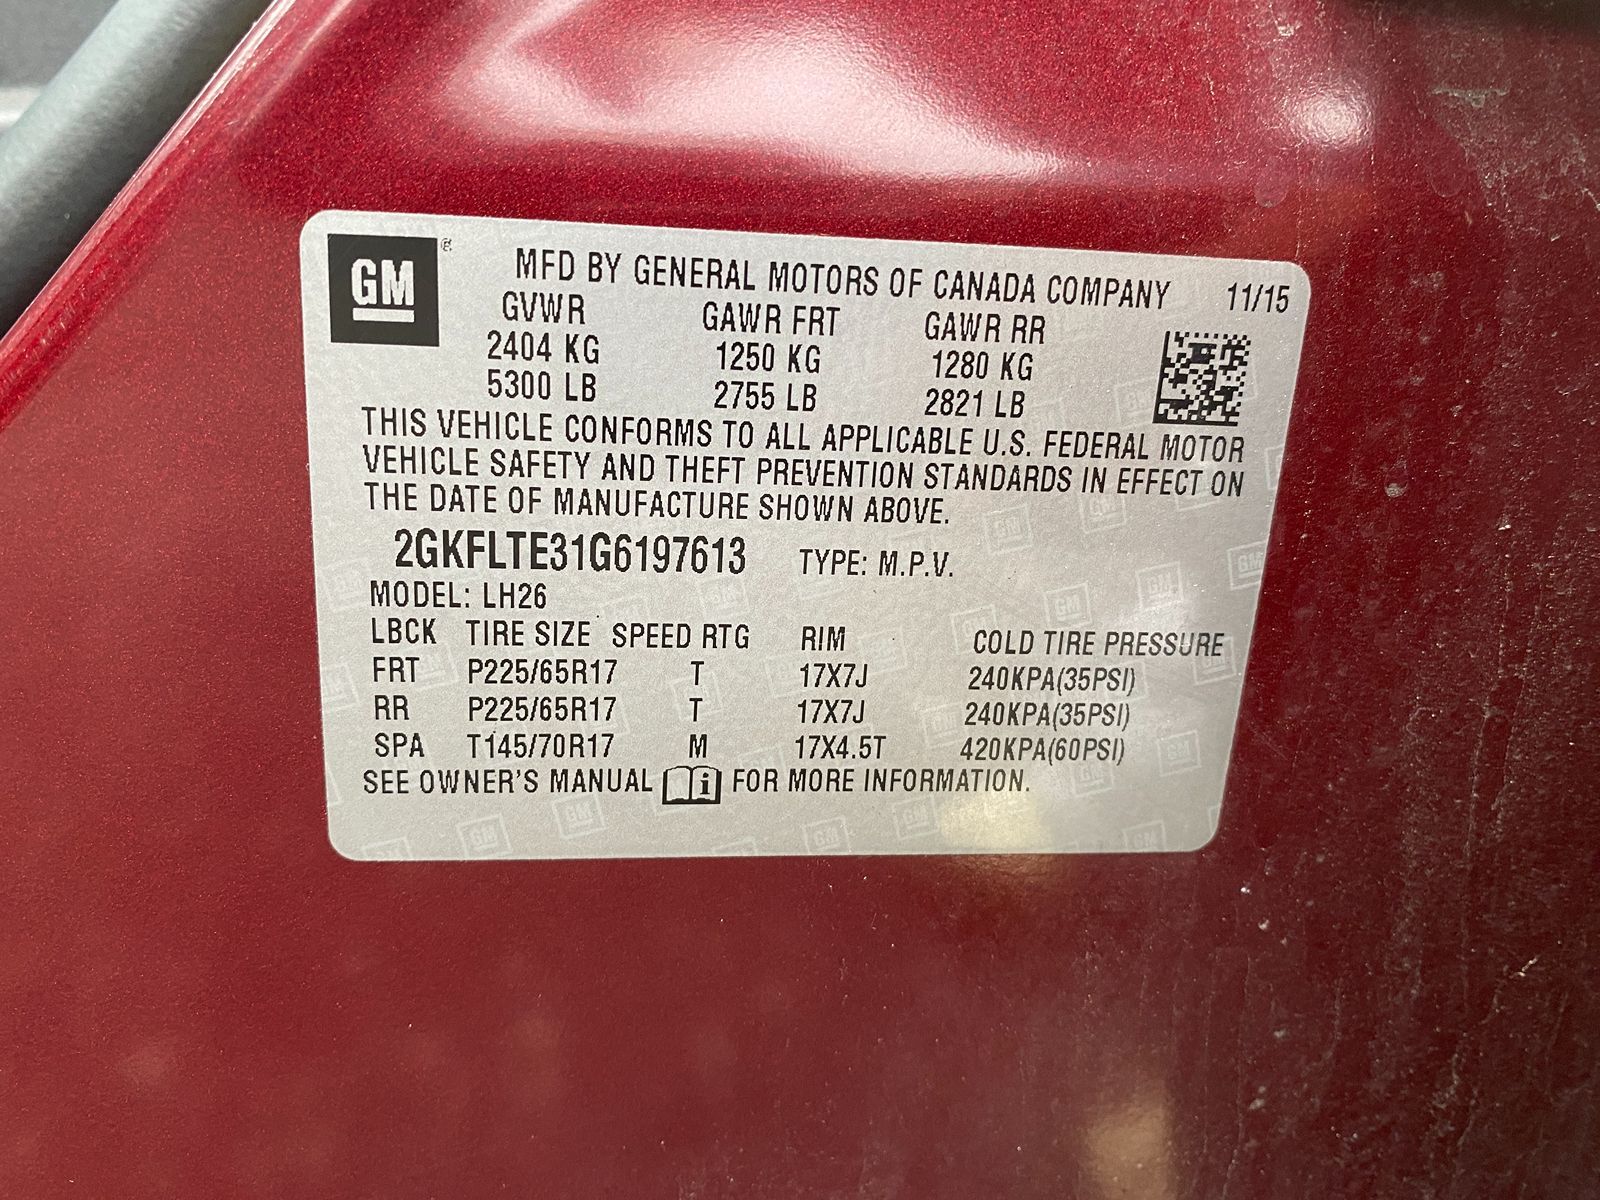 GM
MFD BY GENERAL MOTORS OF CANADA COMPANY 11/15
GVWR GAWR FRT GAWR RR
2404 KG 1250 KG 1280 KG
5300 LB 2755 LB 2821 LB
THIS VEHICLE CONFORMS TO ALL APPLICABLE U.S. FEDERAL MOTOR
VEHICLE SAFETY AND THEFT PREVENTION STANDARDS IN EFFECT ON
THE DATE OF MANUFACTURE SHOWN ABOVE.
2GKFLTE31G6197613 TYPE: M.P.V.
MODEL: LH26
LBCK TIRE SIZE SPEED RTG RIM COLD TIRE PRESSURE
FRT P225/65R17 T 17X7J 240KPA(35PSI)
RR P225/65R17 T 17X7J 240KPA(35PSI)
SPA T145/70R17 M 17X4.5T 420KPA(60PSI)
SEE OWNER'S MANUAL FOR MORE INFORMATION.